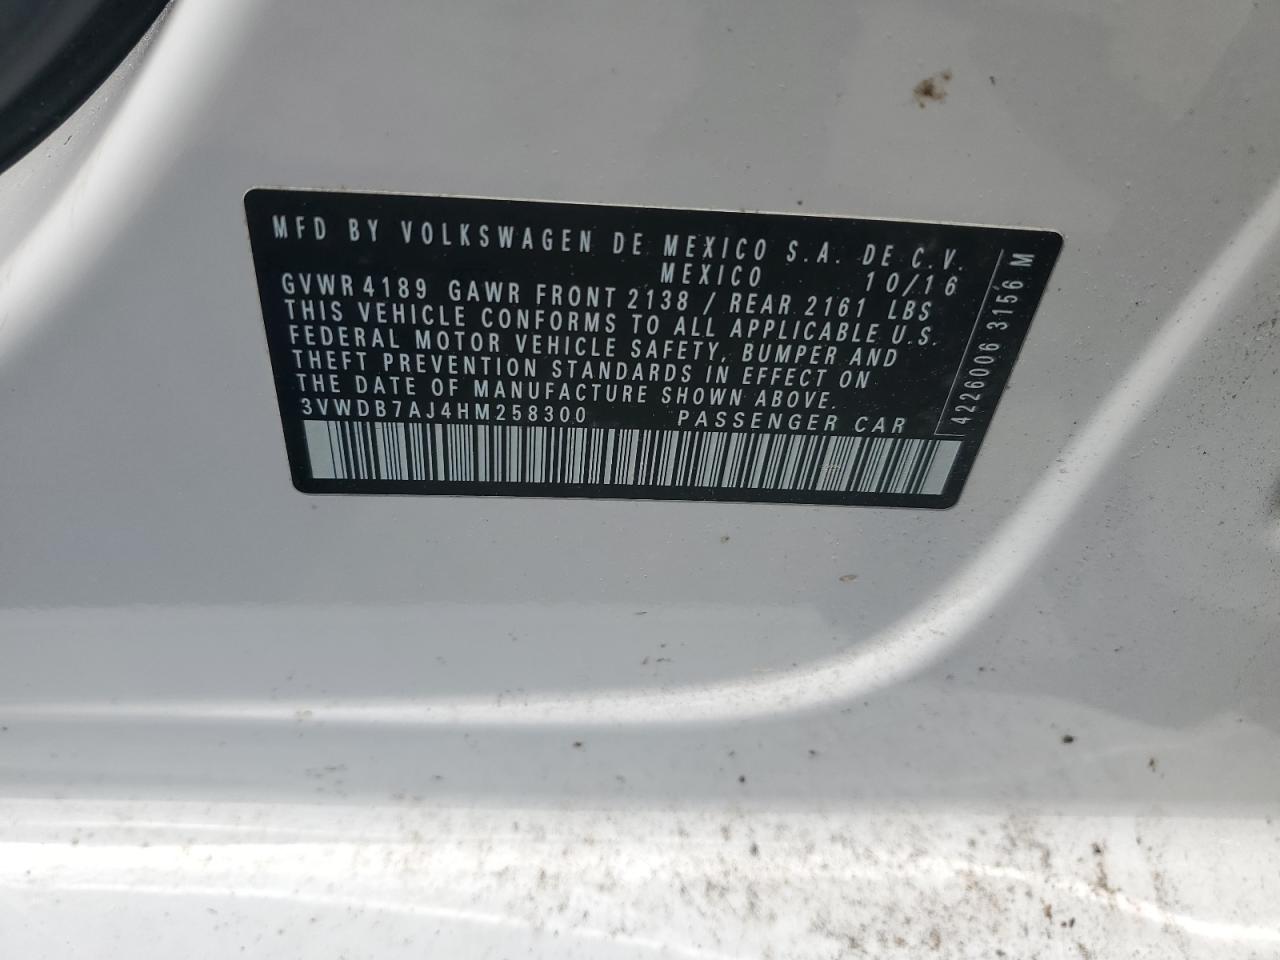 MFD BY VOLKSWAGEN DE MEXICO S.A. DE C.V.
MEXICO 10/16
GVWR 4189 GAWR FRONT 2138 / REAR 2161 LBS
THIS VEHICLE CONFORMS TO ALL APPLICABLE U.S.
FEDERAL MOTOR VEHICLE SAFETY, BUMPER AND
THEFT PREVENTION STANDARDS IN EFFECT ON
THE DATE OF MANUFACTURE SHOWN ABOVE.
3VWDB7AJ4HM258300 PASSENGER CAR
4226006 3156 M